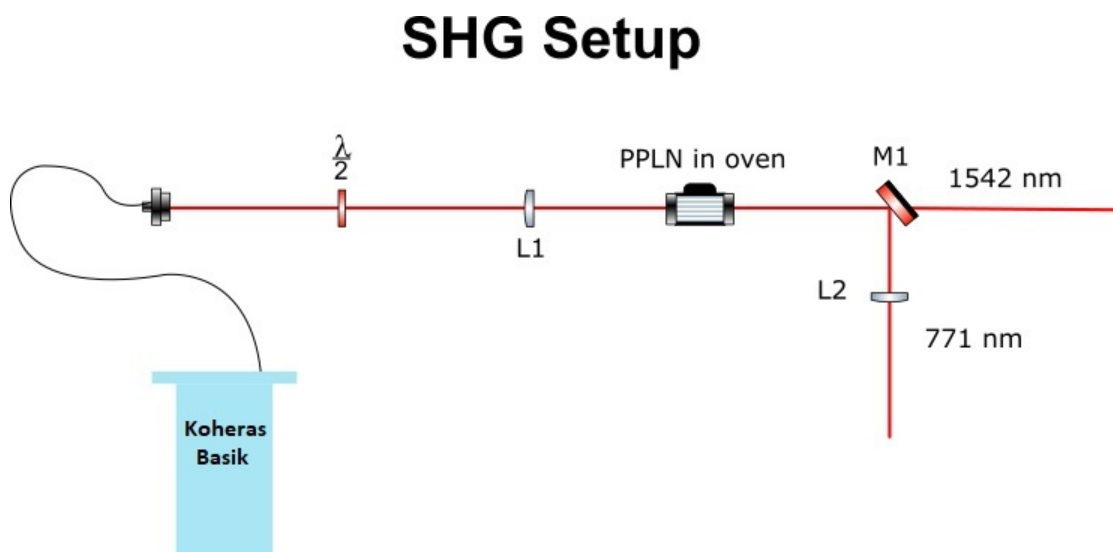 SHG Setup
λ
2
PPLN in oven
M1
1542 nm
L1
L2
771 nm
Koheras
Basik